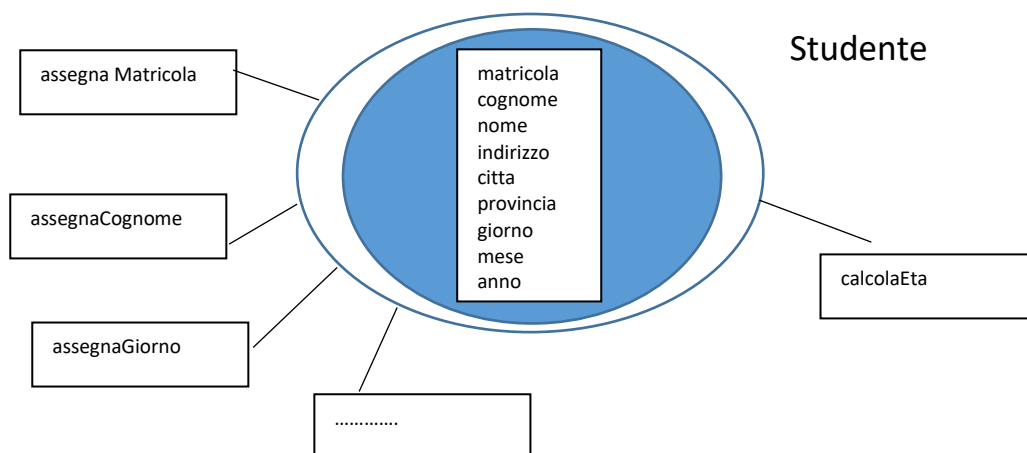 Studente
assegna Matricola
matricola
cognome
nome
indirizzo
citta
provincia
giorno
mese
anno
assegnaCognome
calcolaEta
assegnaGiorno
………….